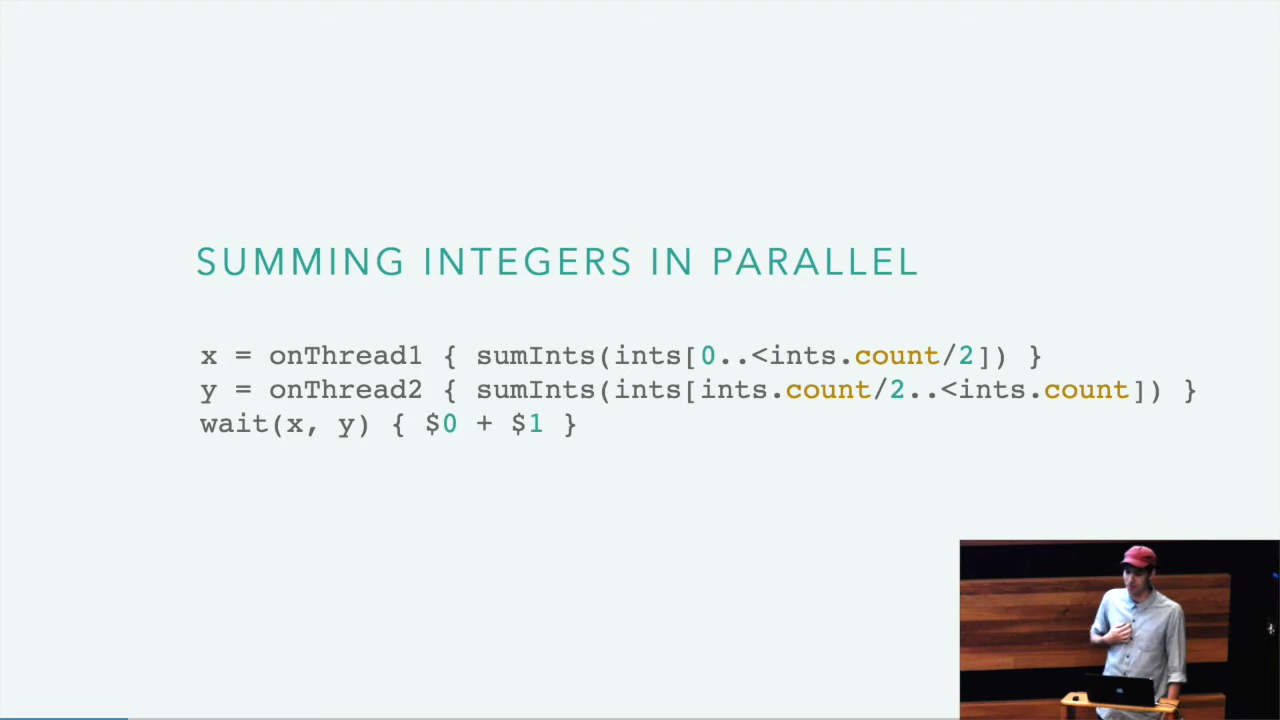 SUMMING INTEGERS IN PARALLEL
x = onThread1 { sumInts(ints[0..<ints.count/2]) }
y = onThread2 { sumInts(ints[ints.count/2..<ints.count]) }
wait(x, y) { $0 + $1 }